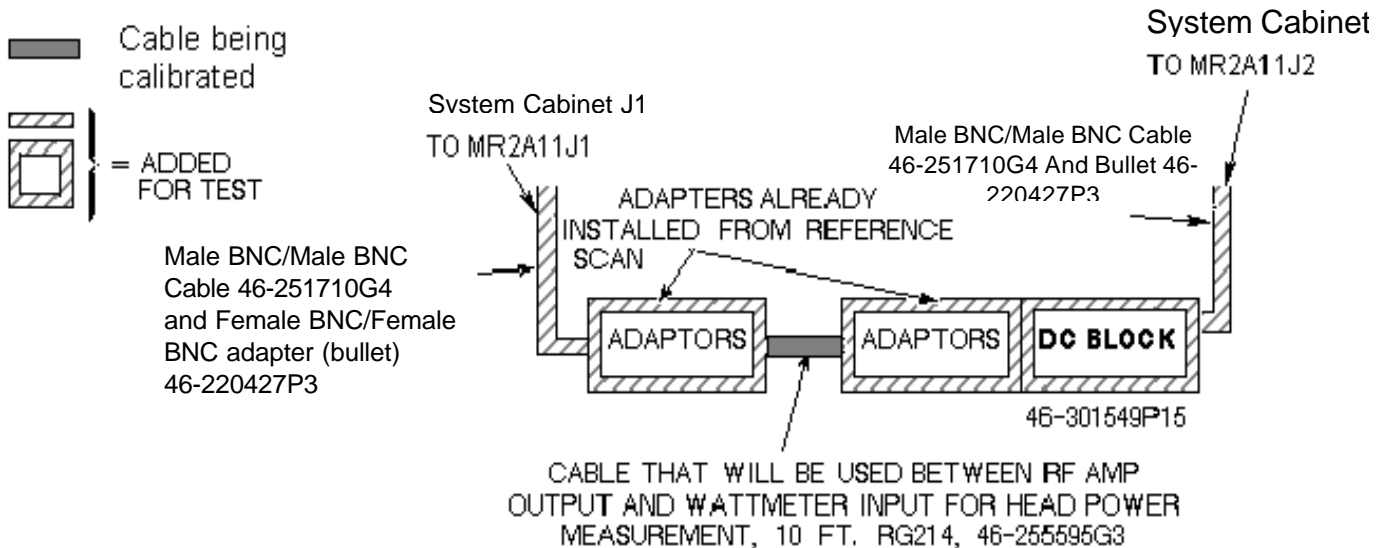 Cable being
calibrated
= ADDED
FOR TEST
System Cabinet
TO MR2A11J2
Svstem Cabinet J1
TO MR2A11J1
Male BNC/Male BNC Cable
46-251710G4 And Bullet 46-
220427P3
ADAPTERS ALREADY
INSTALLED FROM REFERENCE
SCAN
Male BNC/Male BNC
Cable 46-251710G4
and Female BNC/Female
BNC adapter (bullet)
46-220427P3
ADAPTORS
ADAPTORS
DC BLOCK
46-301549P15
CABLE THAT WILL BE USED BETWEEN RF AMP
OUTPUT AND WATTMETER INPUT FOR HEAD POWER
MEASUREMENT, 10 FT. RG214, 46-255595G3